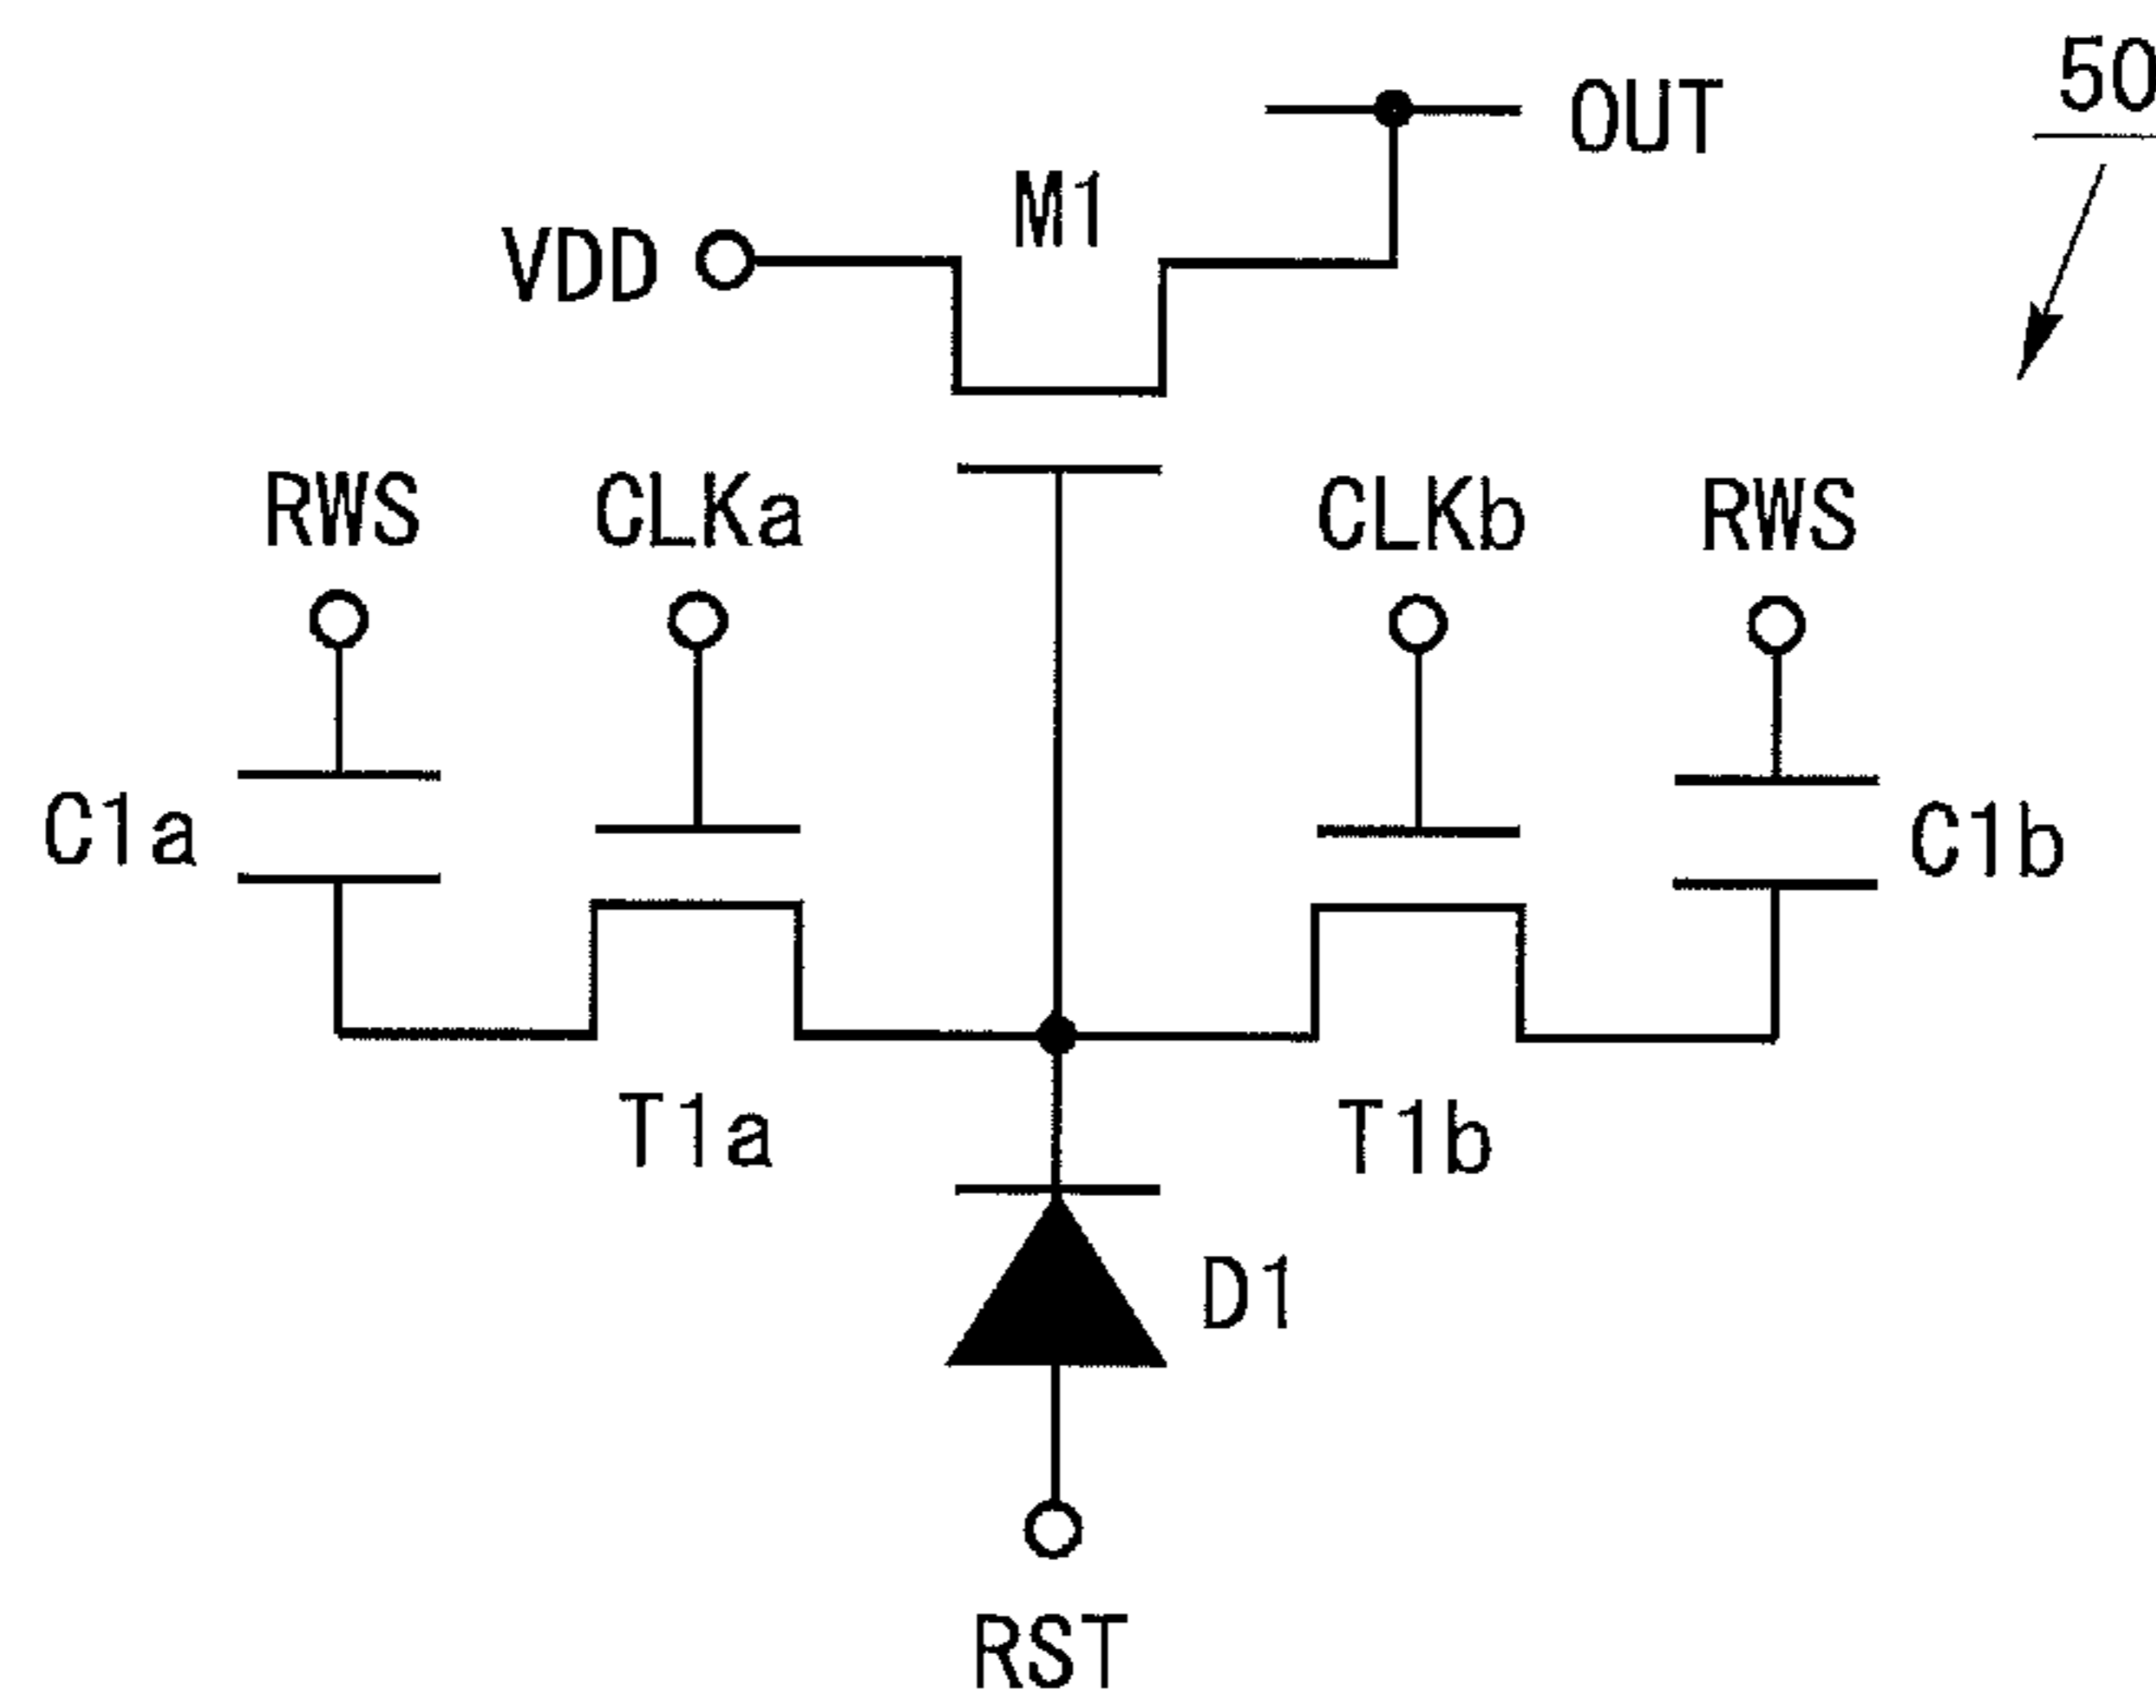 50
OUT
M1
VDD
RWS CLKa CLKb RWS
C1a C1b
T1a T1b
D1
RST